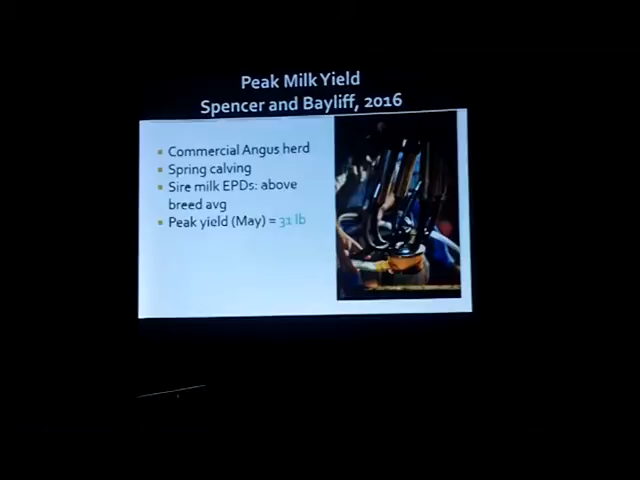 Peak Milk Yield
Spencer and Bayliff, 2016
Commercial Angus herd
Spring calving
Sire milk EPDs: above
breed avg
Peak yield (May) = 31 lb